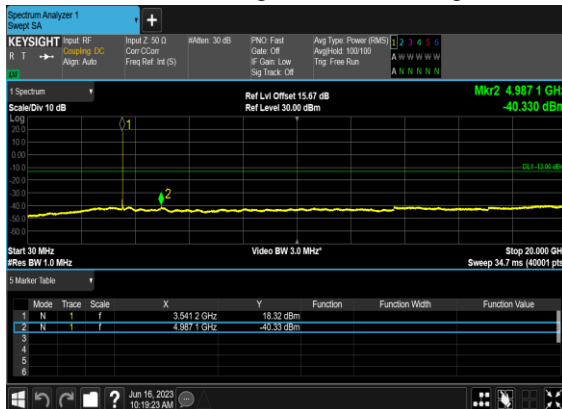 Spectrum Analyzer 1
Swept SA
KEYSIGHT Input: RF Input Z: 50 Ω #Atten: 30 dB PNO: Fast Avg Type: Power (RMS) 1 2 3 4 5 6
R T Coupling: DC Corr CCorr Gate: Off Avg|Hold: 100/100 A W W W W W
Align: Auto Freq Ref: Int (S) IF Gain: Low Trig: Free Run
Sig Track: Off A N N N N N
1 Spectrum Ref Lvl Offset 15.67 dB Mkr2 4.987 1 GHz
Scale/Div 10 dB Ref Level 30.00 dBm -40.330 dBm
Log
20.0
10.0
0.00
-10.0
-20.0
-30.0
-40.0
-50.0
-60.0
1
2
DL1 -13.00 dB
Start 30 MHz Video BW 3.0 MHz* Stop 20.000 GH
#Res BW 1.0 MHz Sweep 34.7 ms (40001 pts
5 Marker Table
Mode Trace Scale X Y Function Function Width Function Value
1 N 1 f 3.541 2 GHz 18.32 dBm
2 N 1 f 4.987 1 GHz -40.33 dBm
3
4
5
6
? Jun 16, 2023
10:19:23 AM